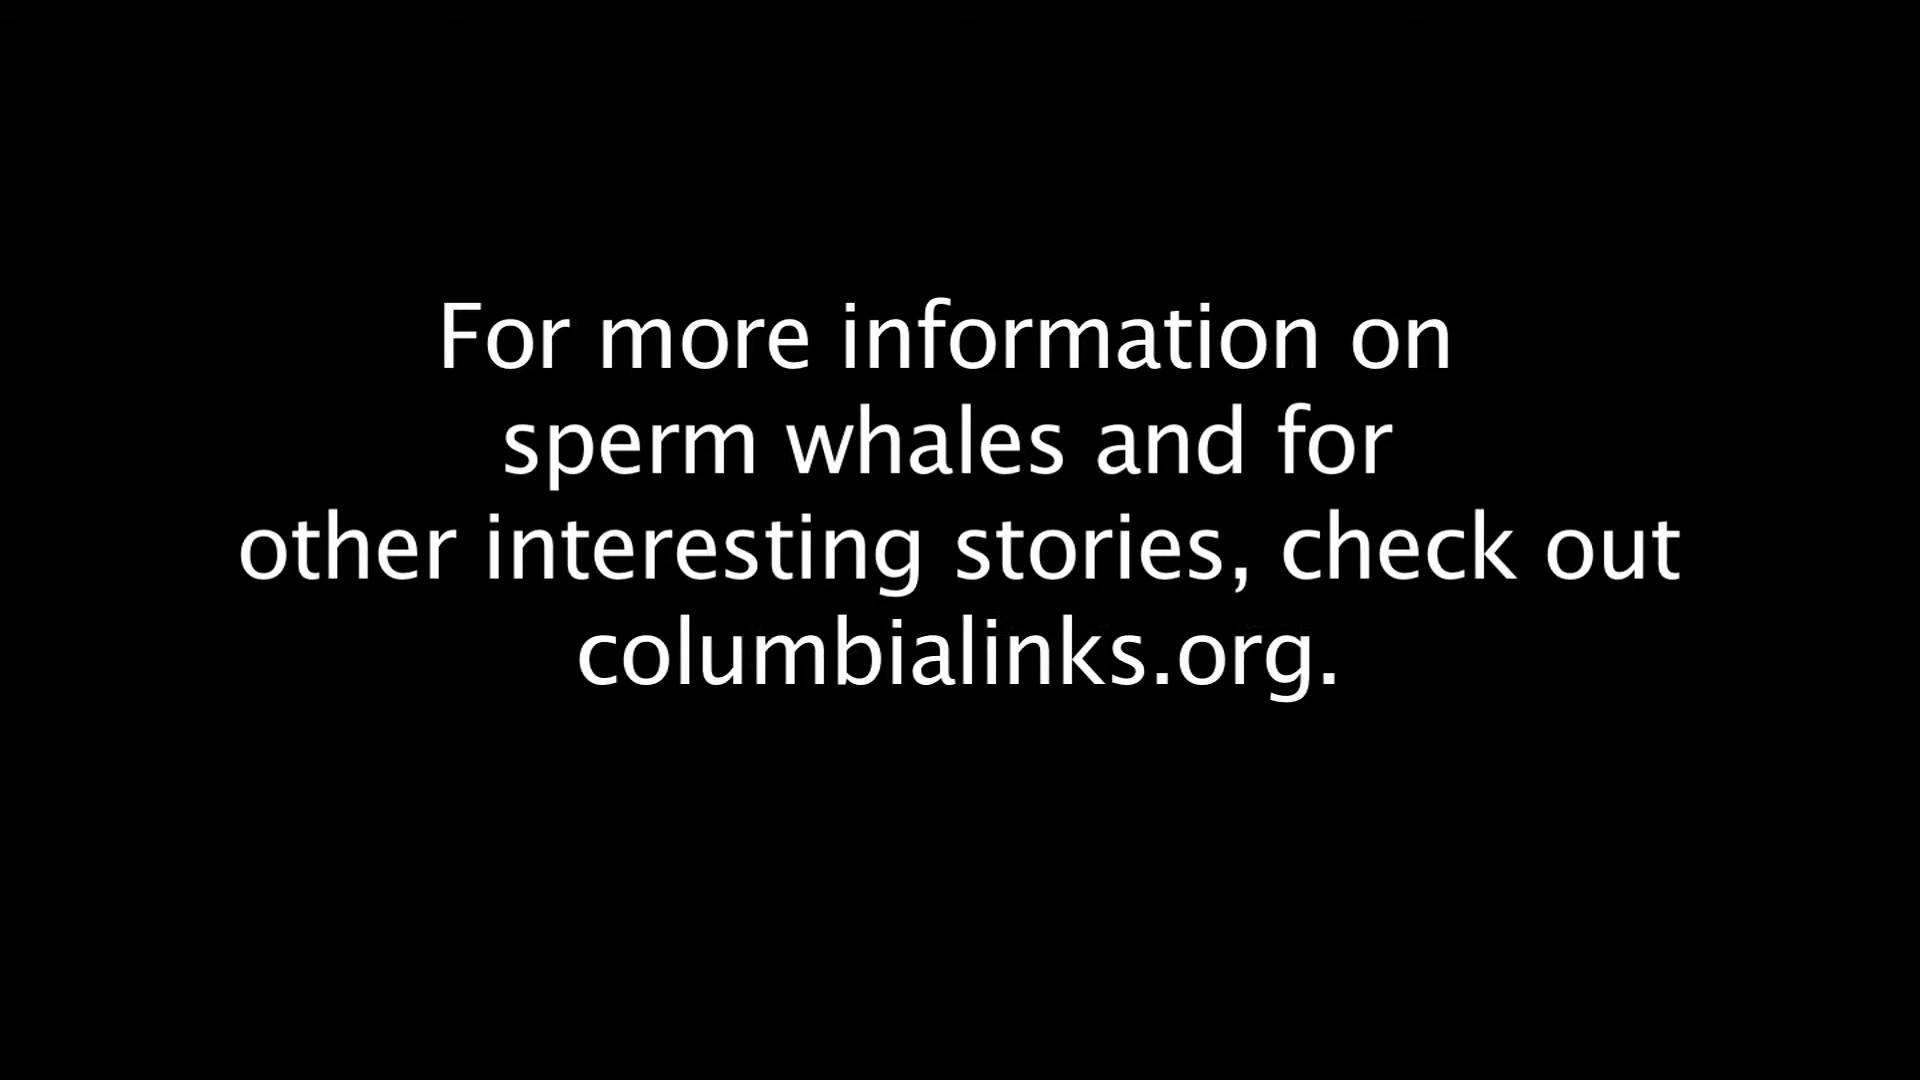 For more information on
sperm whales and for
other interesting stories, check out
columbialinks.org.